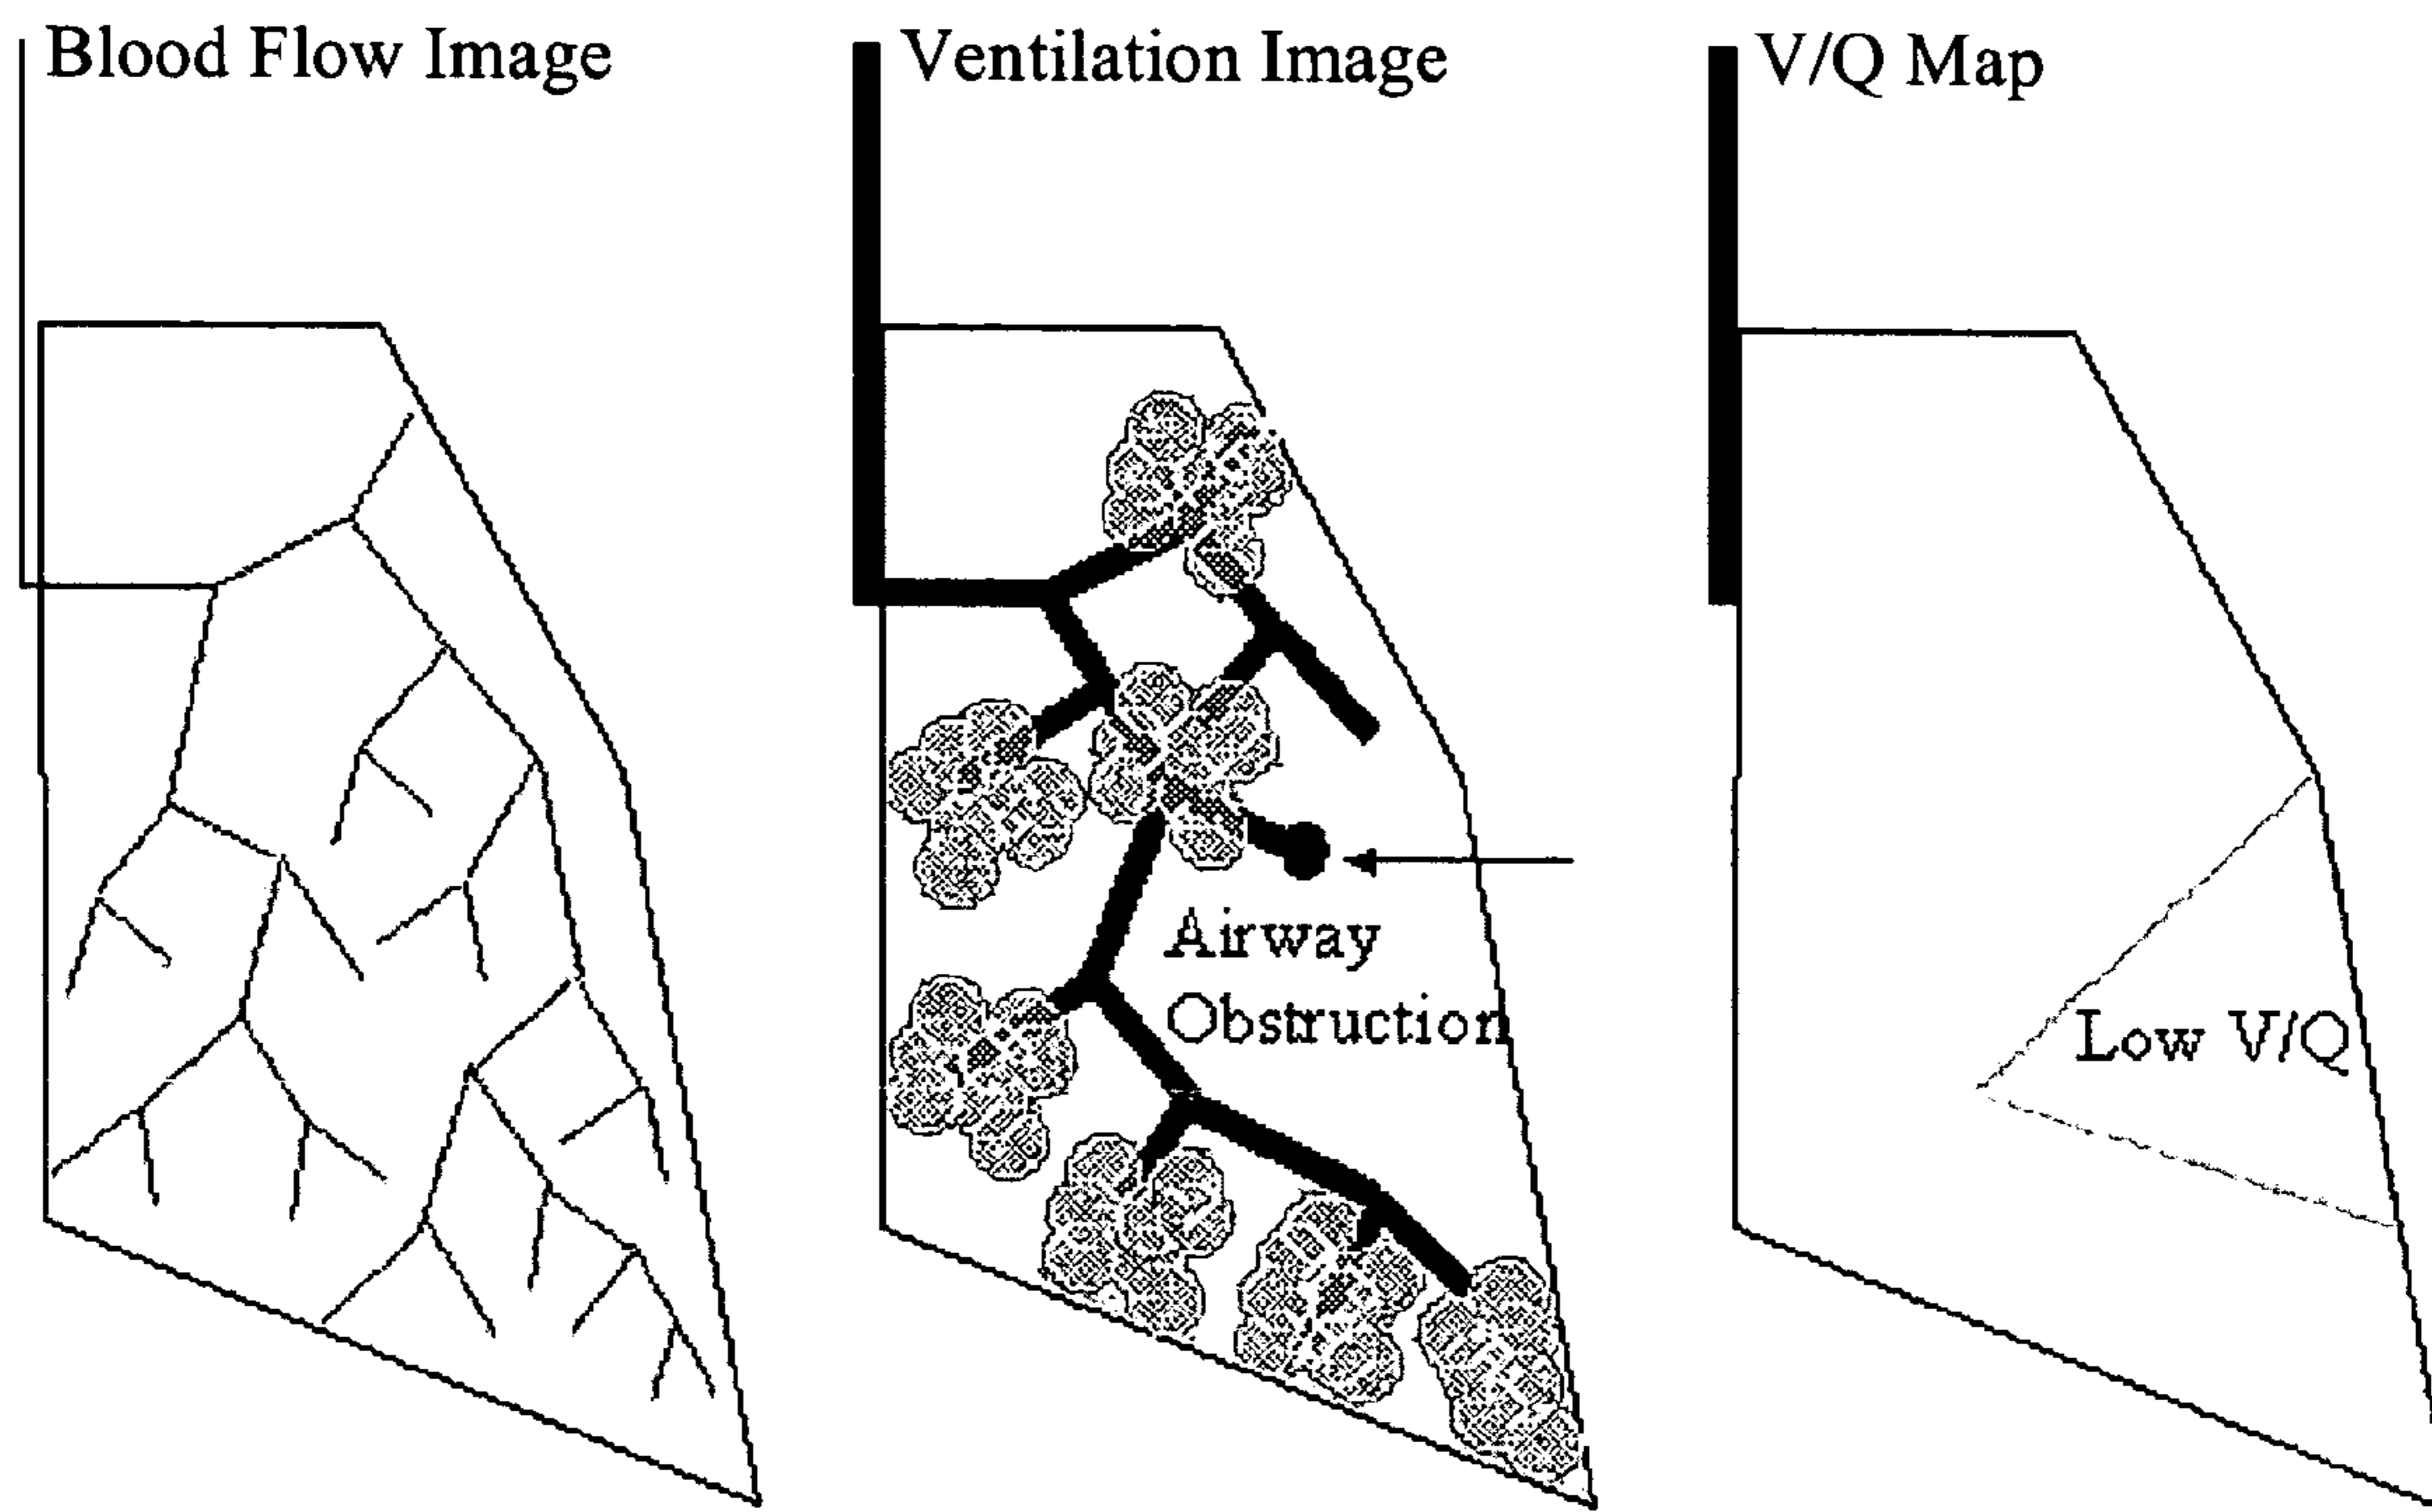 Blood Flow Image
Ventilation Image
V/Q Map
Airway
Obstruction
Low V/Q